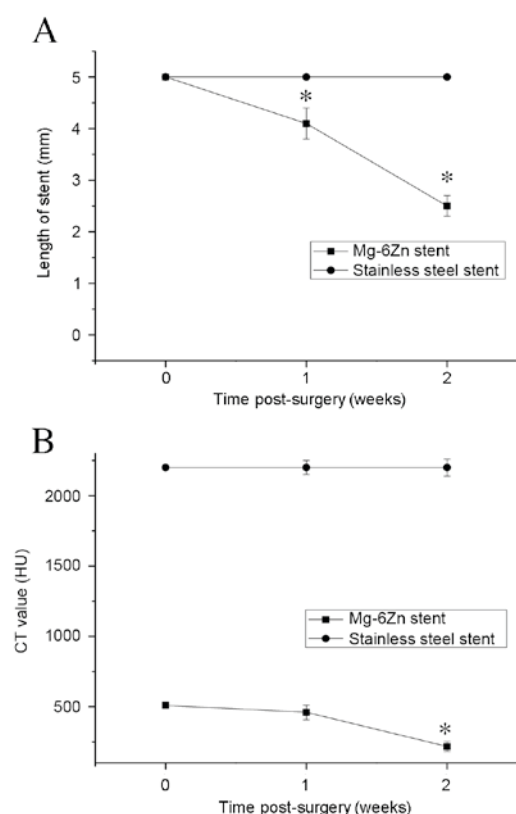 A
5
4
3
2
1
0
Length of stent (mm)
*
*
Mg-6Zn stent
Stainless steel stent
0 1 2
Time post-surgery (weeks)
B
2000
1500
1000
500
CT value (HU)
Mg-6Zn stent
Stainless steel stent
*
0 1 2
Time post-surgery (weeks)